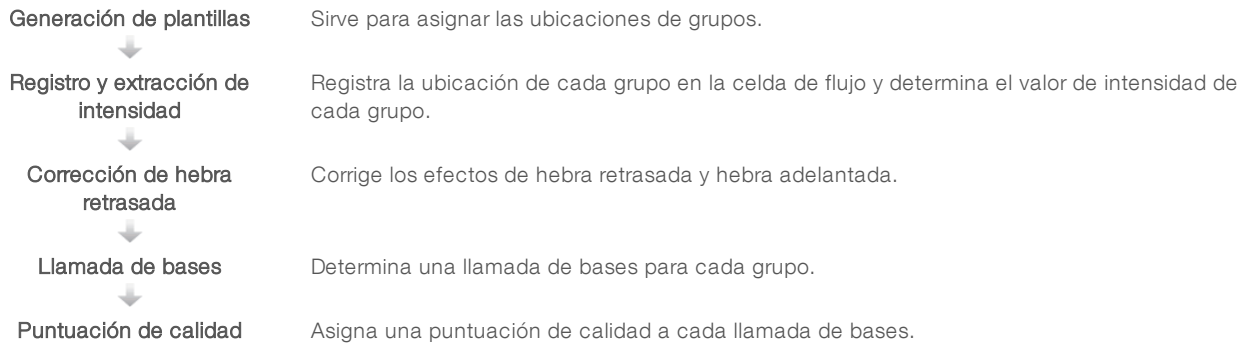 Generación de plantillas
Sirve para asignar las ubicaciones de grupos.
Registro y extracción de
intensidad
Registra la ubicación de cada grupo en la celda de flujo y determina el valor de intensidad de
cada grupo.
Corrección de hebra
retrasada
Corrige los efectos de hebra retrasada y hebra adelantada.
Llamada de bases
Determina una llamada de bases para cada grupo.
Puntuación de calidad
Asigna una puntuación de calidad a cada llamada de bases.